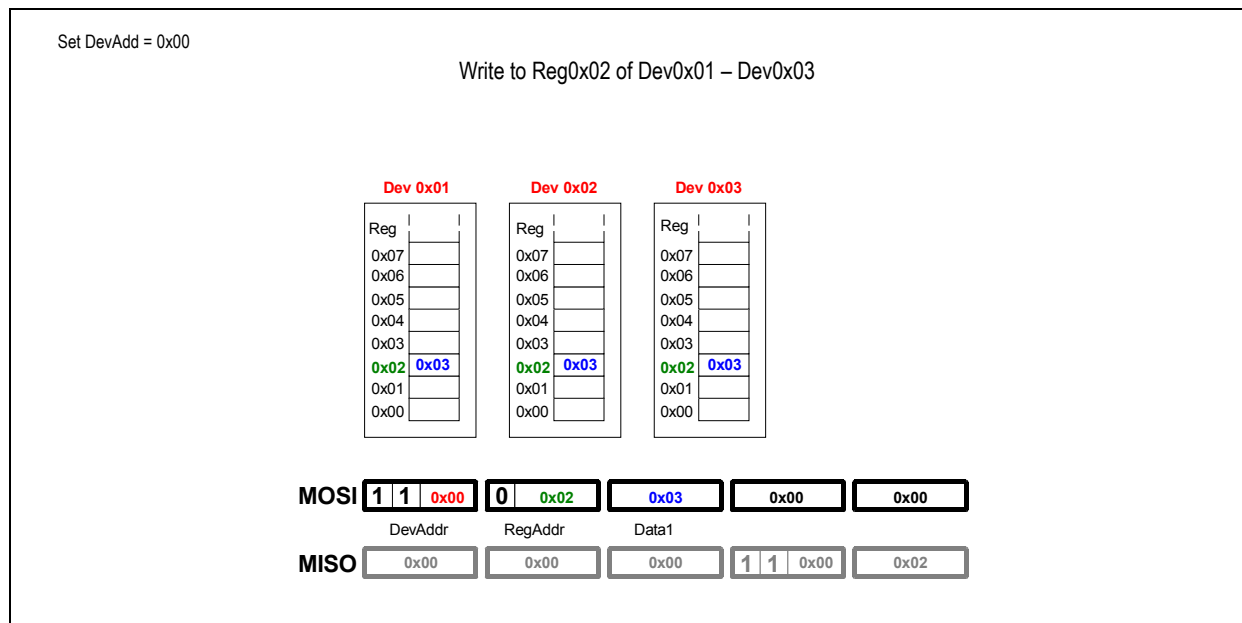 Set DevAdd = 0x00
Write to Reg0x02 of Dev0x01 – Dev0x03
Dev 0x01 Dev 0x02 Dev 0x03
Reg Reg Reg
0x07 0x07 0x07
0x06 0x06 0x06
0x05 0x05 0x05
0x04 0x04 0x04
0x03 0x03 0x03
0x02 0x03 0x02 0x03 0x02 0x03
0x01 0x01 0x01
0x00 0x00 0x00
MOSI 1 1 0x00 0 0x02 0x03 0x00 0x00
DevAddr RegAddr Data1
MISO 0x00 0x00 0x00 1 1 0x00 0x02